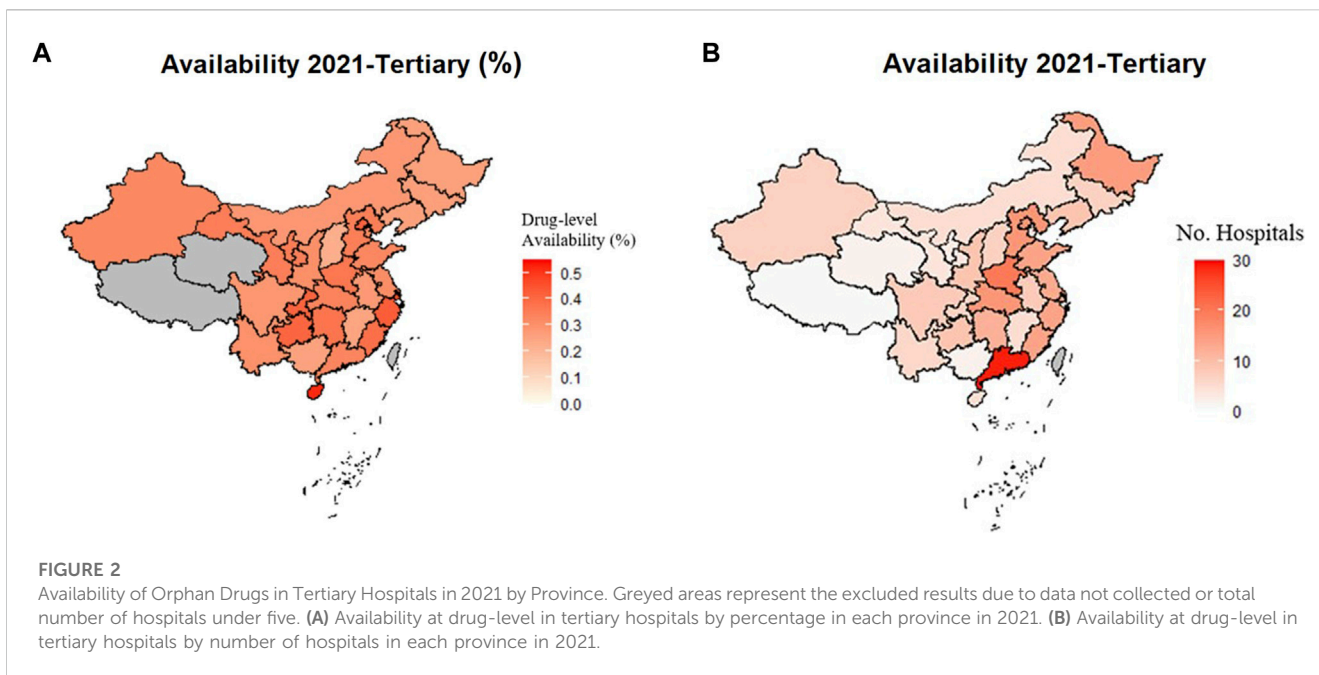 A
Availability 2021-Tertiary (%)
Drug-level
Availability (%)
0.5
0.4
0.3
0.2
0.1
0.0
B
Availability 2021-Tertiary
No. Hospitals
30
20
10
0
FIGURE 2
Availability of Orphan Drugs in Tertiary Hospitals in 2021 by Province. Greyed areas represent the excluded results due to data not collected or total
number of hospitals under five. (A) Availability at drug-level in tertiary hospitals by percentage in each province in 2021. (B) Availability at drug-level in
tertiary hospitals by number of hospitals in each province in 2021.